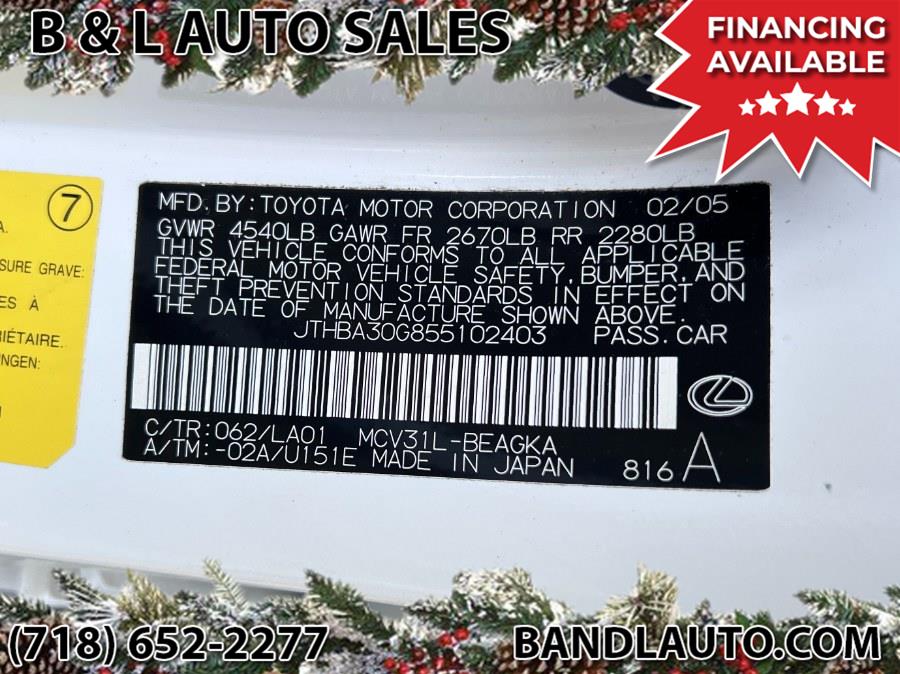 B & L AUTO SALES
FINANCING
AVAILABLE
7
A.
SURE GRAVE:
ES À
RIÉTAIRE.
UNGEN:
MFD. BY: TOYOTA MOTOR CORPORATION 02/05
GVWR 4540LB GAWR FR 2670LB RR 2280LB
THIS VEHICLE CONFORMS TO ALL APPLICABLE
FEDERAL MOTOR VEHICLE SAFETY, BUMPER, AND
THEFT PREVENTION STANDARDS IN EFFECT ON
THE DATE OF MANUFACTURE SHOWN ABOVE.
JTHBA30G855102403 PASS. CAR
C/TR: 062/LA01 MCV31L-BEAGKA
A/TM: -02A/U151E MADE IN JAPAN 816 A
(718) 652-2277
BANDLAUTO.COM